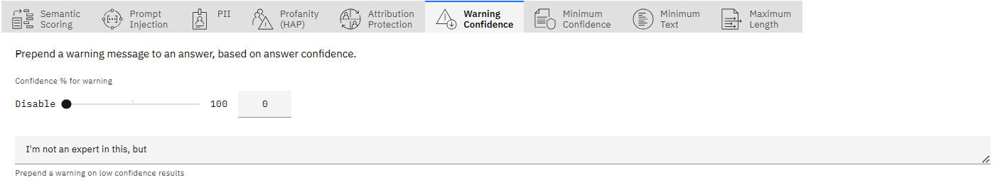 Semantic Scoring
Prompt Injection
PII
Profanity (HAP)
Attribution Protection
Warning Confidence
Minimum Confidence
Minimum Text
Maximum Length
Prepend a warning message to an answer, based on answer confidence.
Confidence % for warning
Disable 100 0
I'm not an expert in this, but
Prepend a warning on low confidence results